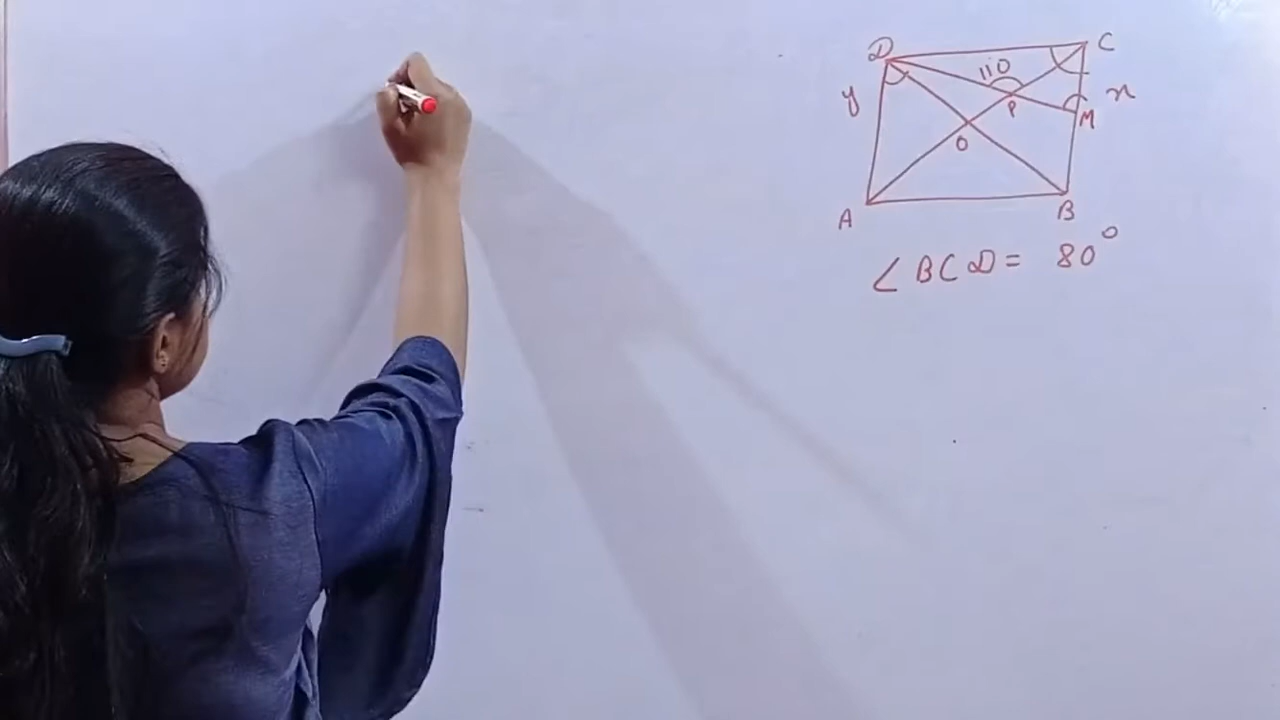 D C
110
y x
P M
O
A B
∠BCD = 80°